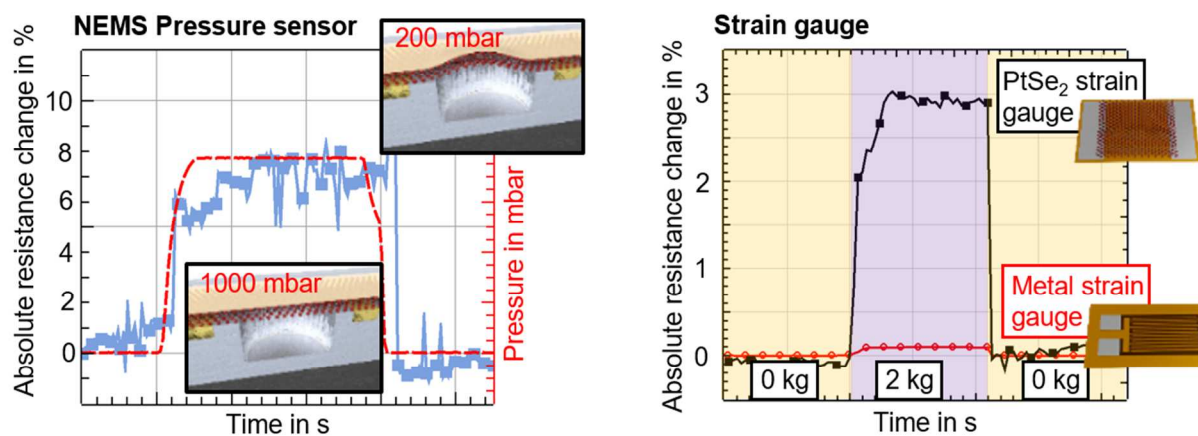 NEMS Pressure sensor
Absolute resistance change in %
10
8
6
4
2
0
200 mbar
1000 mbar
Pressure in mbar
Time in s
Strain gauge
Absolute resistance change in %
3
2
1
0
PtSe₂ strain
gauge
Metal strain
gauge
0 kg
2 kg
0 kg
Time in s